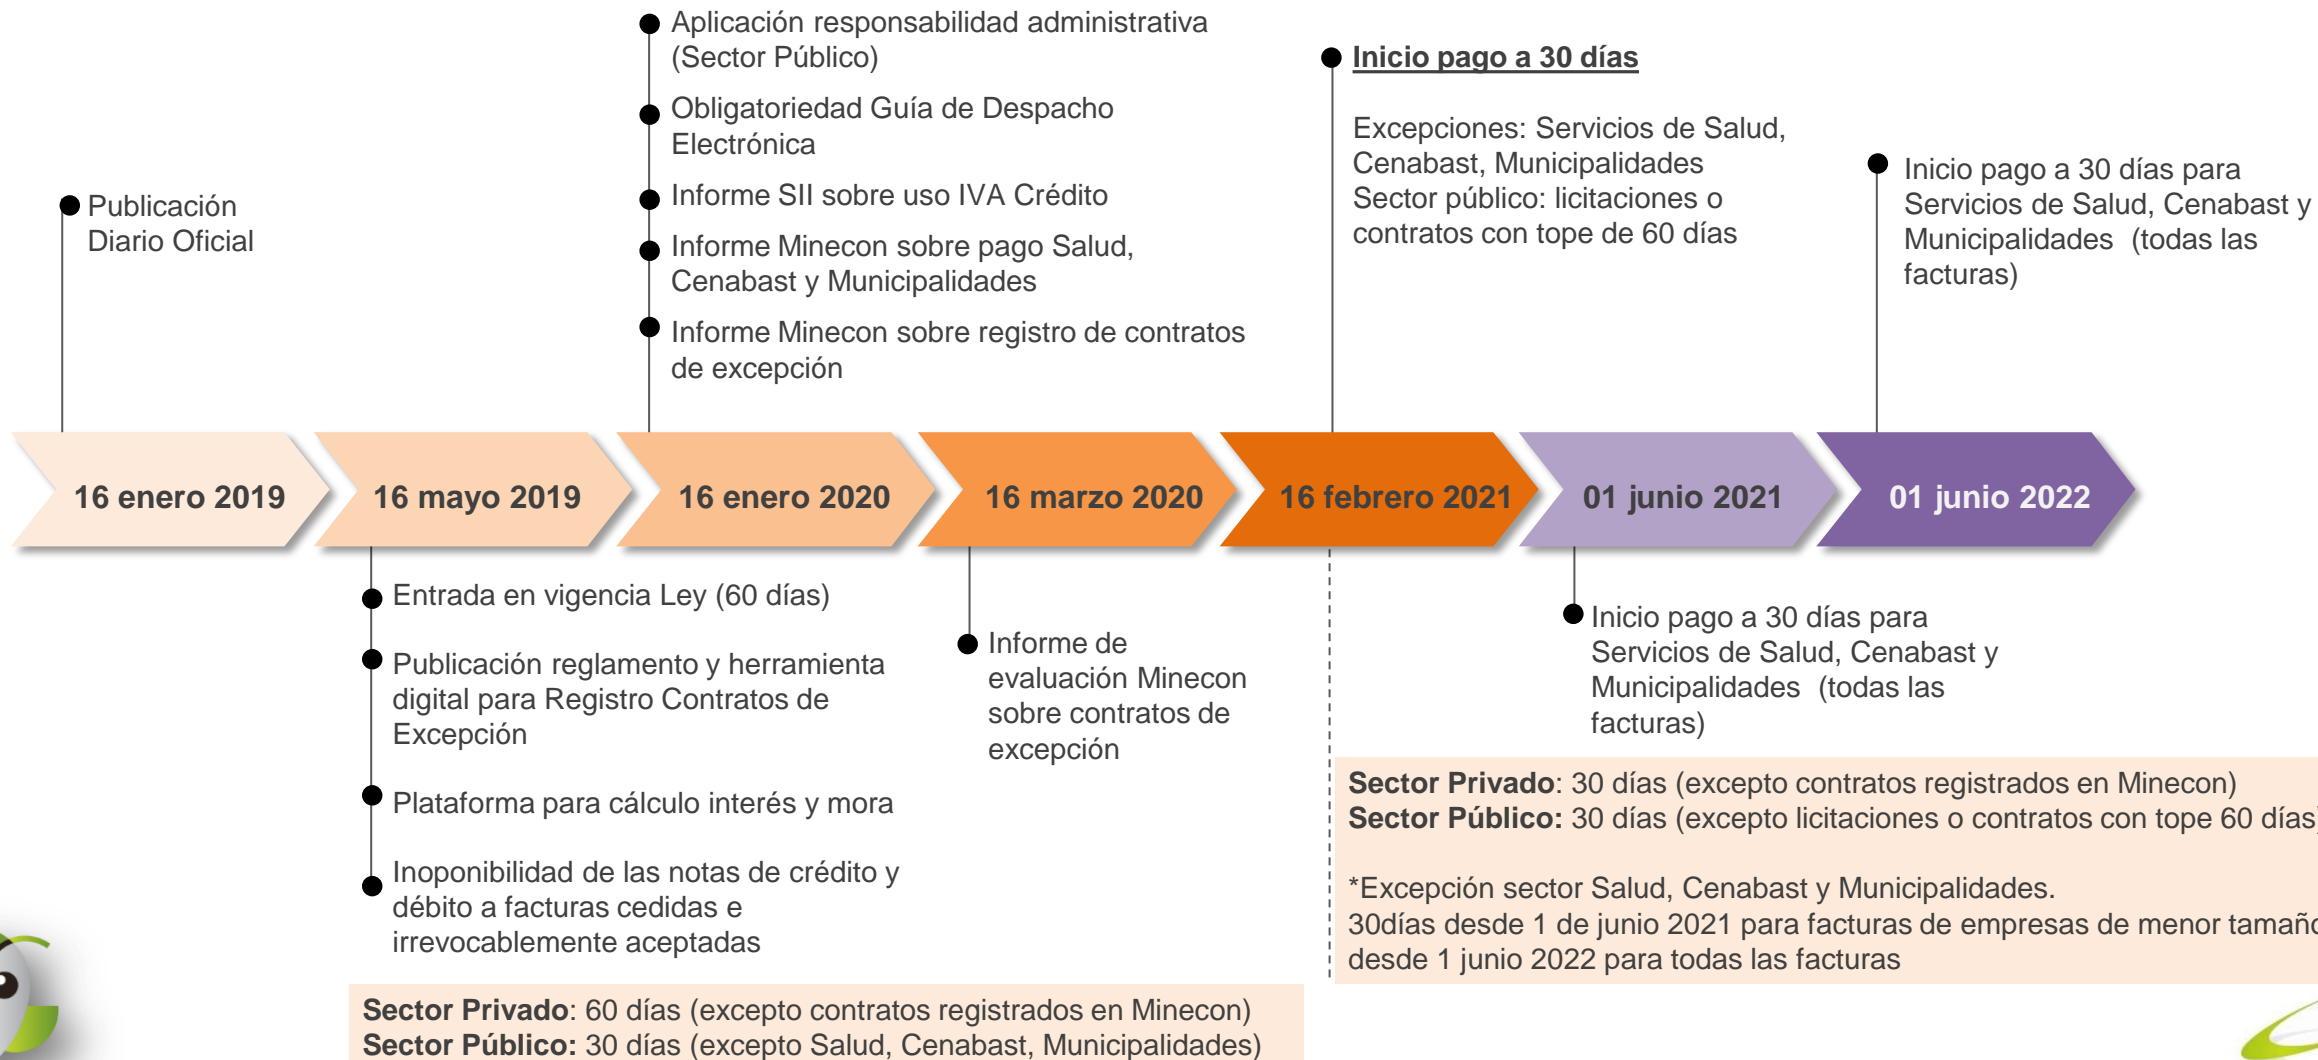 Publicación
Diario Oficial
Aplicación responsabilidad administrativa
(Sector Público)
Obligatoriedad Guía de Despacho
Electrónica
Informe SII sobre uso IVA Crédito
Informe Minecon sobre pago Salud,
Cenabast y Municipalidades
Informe Minecon sobre registro de contratos
de excepción
Inicio pago a 30 días
Excepciones: Servicios de Salud,
Cenabast, Municipalidades
Sector público: licitaciones o
contratos con tope de 60 días
Inicio pago a 30 días para
Servicios de Salud, Cenabast y
Municipalidades (todas las
facturas)
16 enero 2019
16 mayo 2019
16 enero 2020
16 marzo 2020
16 febrero 2021
01 junio 2021
01 junio 2022
Entrada en vigencia Ley (60 días)
Publicación reglamento y herramienta
digital para Registro Contratos de
Excepción
Plataforma para cálculo interés y mora
Inoponibilidad de las notas de crédito y
débito a facturas cedidas e
irrevocablemente aceptadas
Informe de
evaluación Minecon
sobre contratos de
excepción
Inicio pago a 30 días para
Servicios de Salud, Cenabast y
Municipalidades (todas las
facturas)
Sector Privado: 30 días (excepto contratos registrados en Minecon)
Sector Público: 30 días (excepto licitaciones o contratos con tope 60 días)
*Excepción sector Salud, Cenabast y Municipalidades.
30días desde 1 de junio 2021 para facturas de empresas de menor tamaño
desde 1 junio 2022 para todas las facturas
Sector Privado: 60 días (excepto contratos registrados en Minecon)
Sector Público: 30 días (excepto Salud, Cenabast, Municipalidades)